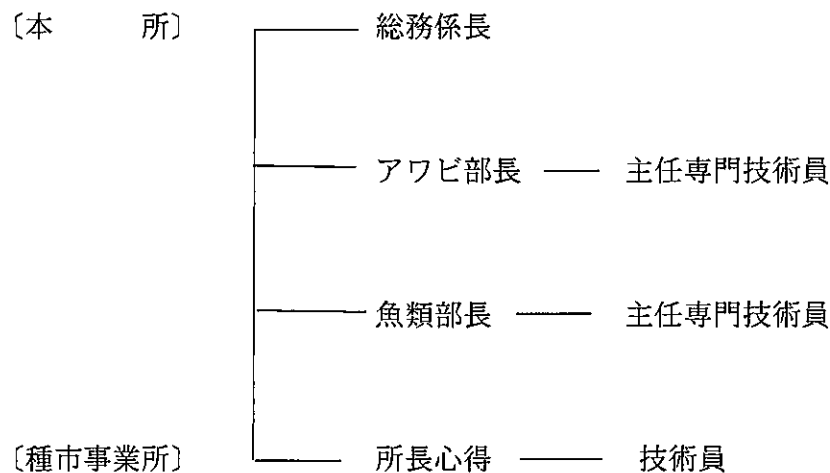 〔本　　　所〕　総務係長
アワビ部長　主任専門技術員
魚類部長　主任専門技術員
〔種市事業所〕　所長心得　技術員